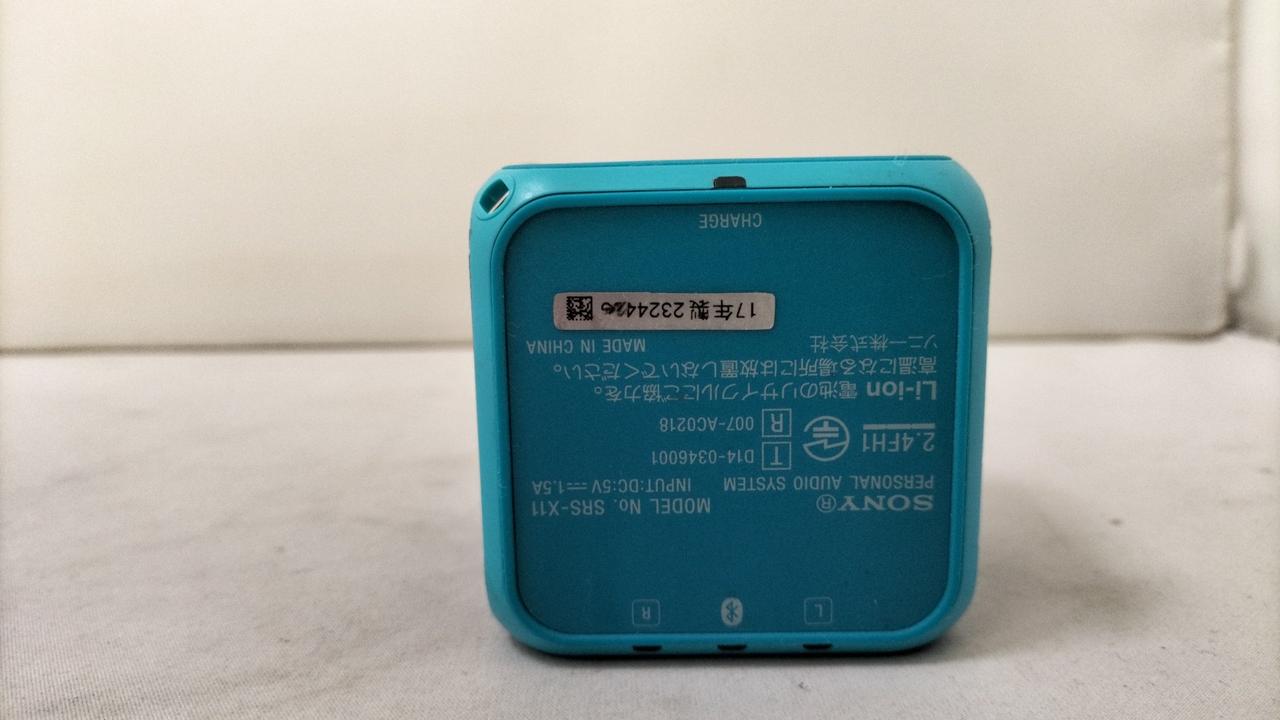 L R
SONY® MODEL No. SRS-X11
PERSONAL AUDIO SYSTEM INPUT:DC:5V 1.5A
2.4FH1
T D14-0346001
R 007-AC0218
Li-ion 電池のリサイクルにご協力を。
高温になる場所には放置しないでください。
ソニー株式会社 MADE IN CHINA
17年製
CHARGE